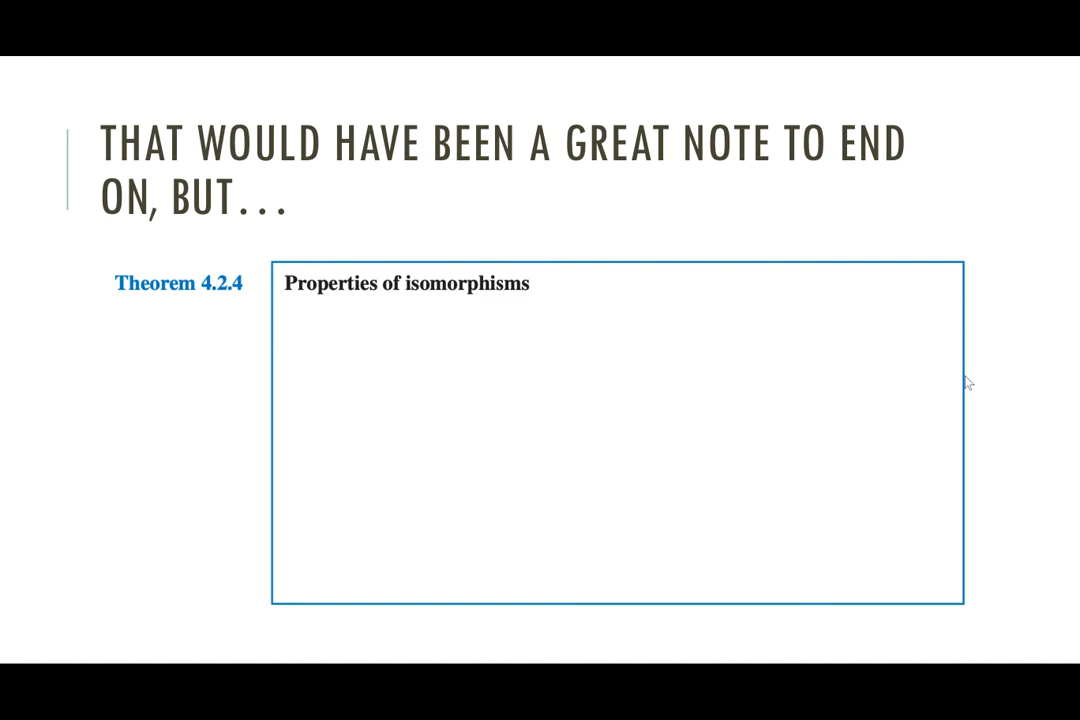 THAT WOULD HAVE BEEN A GREAT NOTE TO END
ON, BUT...
Theorem 4.2.4
Properties of isomorphisms